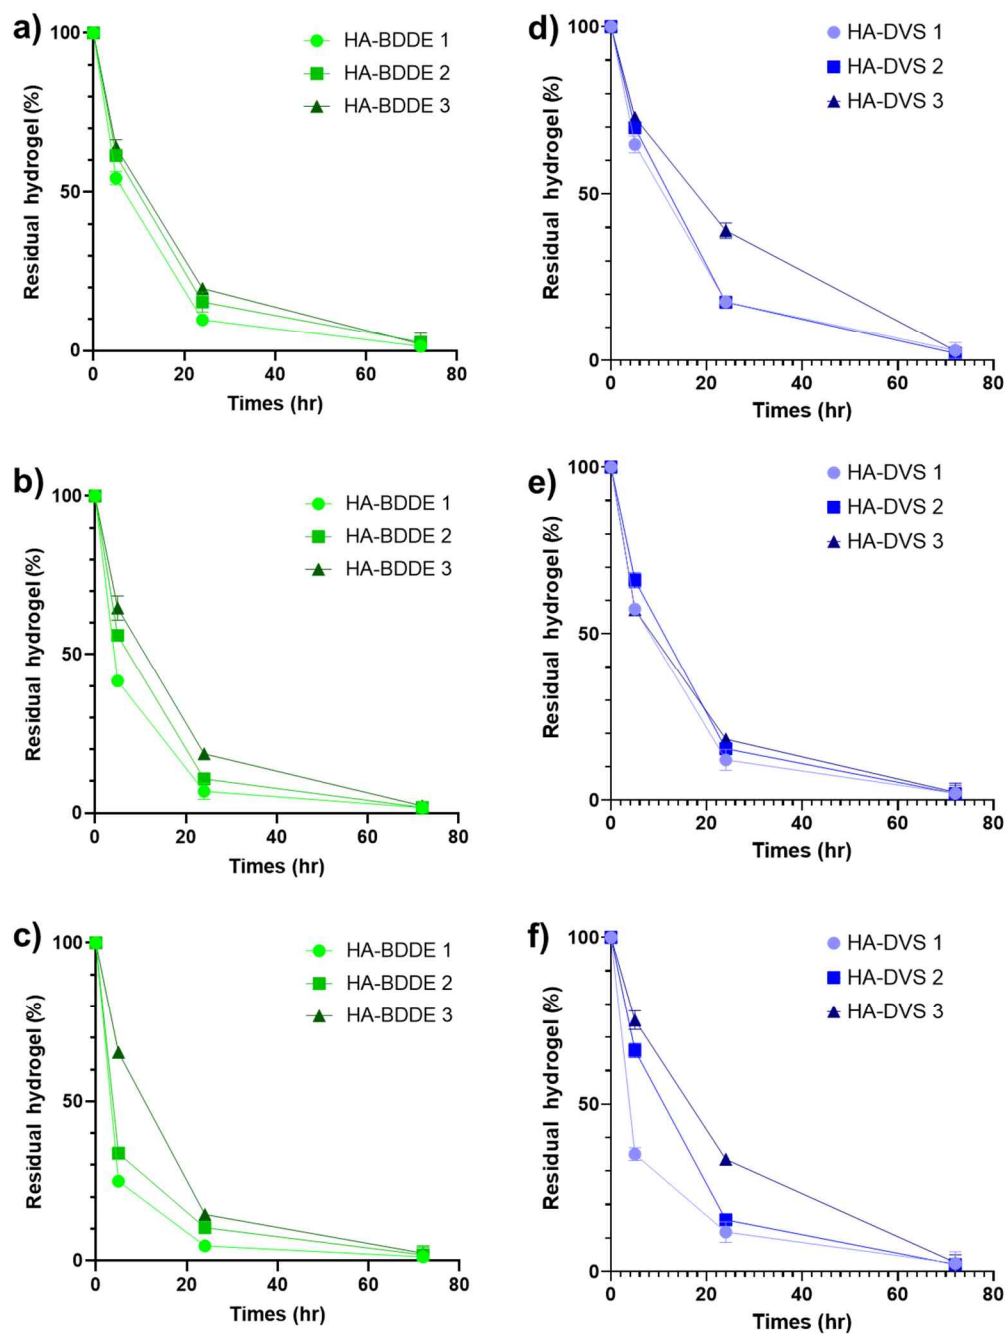 a)
HA-BDDE 1
HA-BDDE 2
HA-BDDE 3
Residual hydrogel (%)
100
50
0
0 20 40 60 80
Times (hr)
d)
HA-DVS 1
HA-DVS 2
HA-DVS 3
Residual hydrogel (%)
100
50
0
0 20 40 60 80
Times (hr)
b)
HA-BDDE 1
HA-BDDE 2
HA-BDDE 3
Residual hydrogel (%)
100
50
0
0 20 40 60 80
Times (hr)
e)
HA-DVS 1
HA-DVS 2
HA-DVS 3
Residual hydrogel (%)
100
50
0
0 20 40 60 80
Times (hr)
c)
HA-BDDE 1
HA-BDDE 2
HA-BDDE 3
Residual hydrogel (%)
100
50
0
0 20 40 60 80
Times (hr)
f)
HA-DVS 1
HA-DVS 2
HA-DVS 3
Residual hydrogel (%)
100
50
0
0 20 40 60 80
Times (hr)